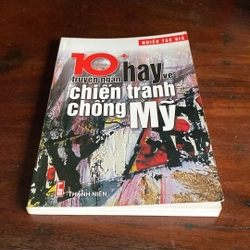 NHIỀU TÁC GIẢ
10 truyện ngắn hay về
chiến tranh
chống Mỹ
THANH NIÊN